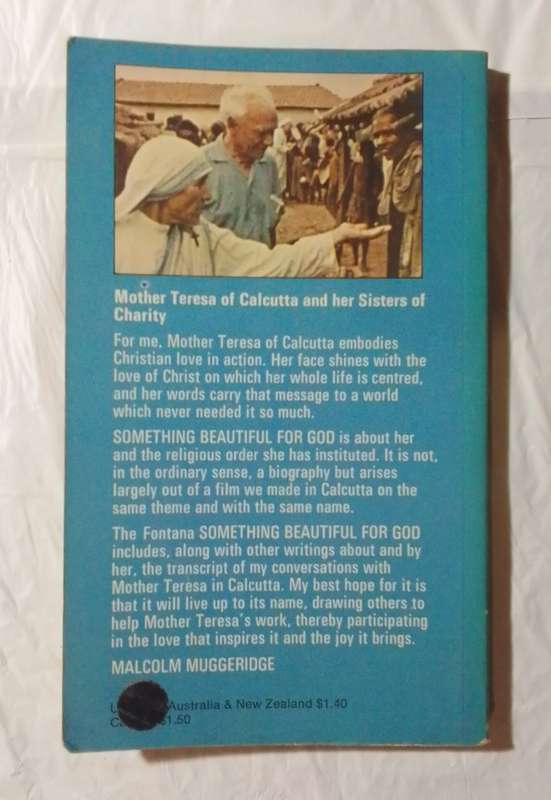 Mother Teresa of Calcutta and her Sisters of
Charity
For me, Mother Teresa of Calcutta embodies
Christian love in action. Her face shines with the
love of Christ on which her whole life is centred,
and her words carry that message to a world
which never needed it so much.
SOMETHING BEAUTIFUL FOR GOD is about her
and the religious order she has instituted. It is not,
in the ordinary sense, a biography but arises
largely out of a film we made in Calcutta on the
same theme and with the same name.
The Fontana SOMETHING BEAUTIFUL FOR GOD
includes, along with other writings about and by
her, the transcript of my conversations with
Mother Teresa in Calcutta. My best hope for it is
that it will live up to its name, drawing others to
help Mother Teresa's work, thereby participating
in the love that inspires it and the joy it brings.
MALCOLM MUGGERIDGE
Australia & New Zealand $1.40
$1.50